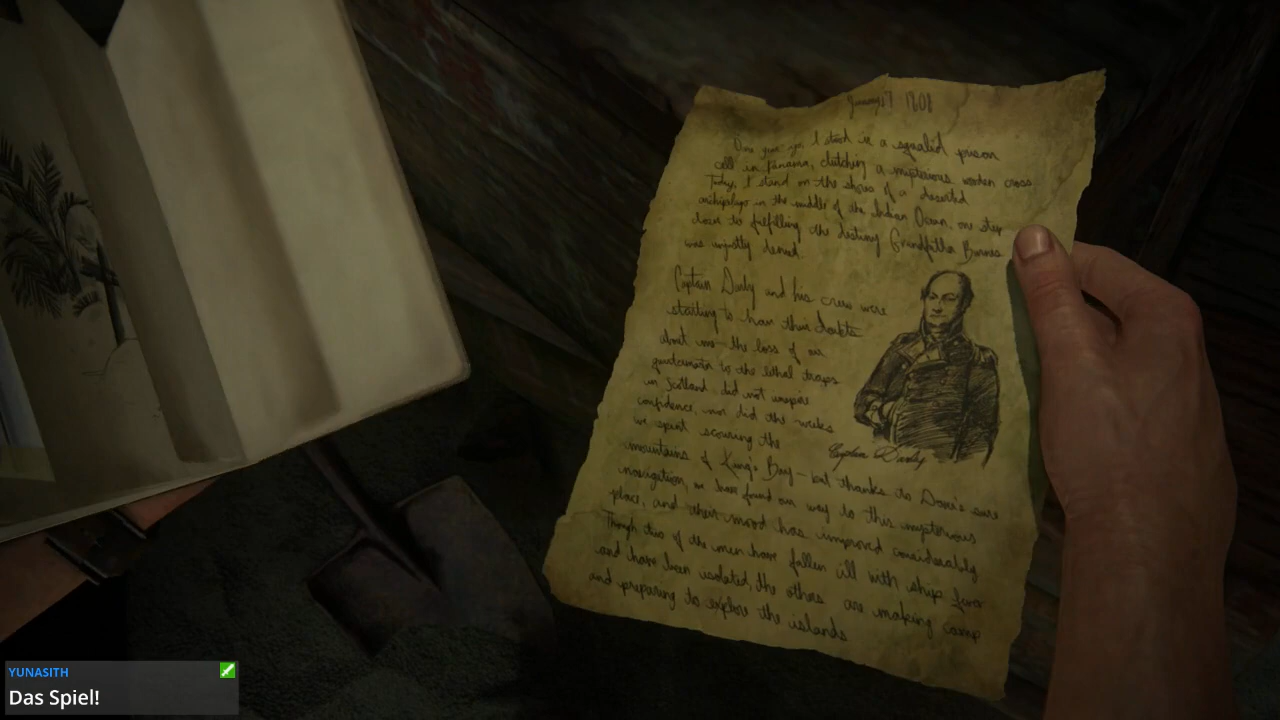 January 7 1808
One year ago, I stood in a squalid prison
cell in Panama, clutching a mysterious wooden cross.
Today, I stand on the shores of a deserted
archipelago in the middle of the Indian Ocean, one step
closer to fulfilling the destiny Grandfather Burnes
was unjustly denied.
Captain Darby and his crew were
starting to have their doubts
about me—the loss of our
quartermaster to the lethal traps
in Scotland did not inspire
confidence, nor did the weeks
we spent scouring the
mountains of King's Bay—but thanks to Dore's sure
navigation, we have found our way to this mysterious
place, and their mood has improved considerably.
Though two of the men have fallen ill with ship fever
and have been isolated, the others are making camp
and preparing to explore the islands
Captain Darby
YUNASITH
Das Spiel!